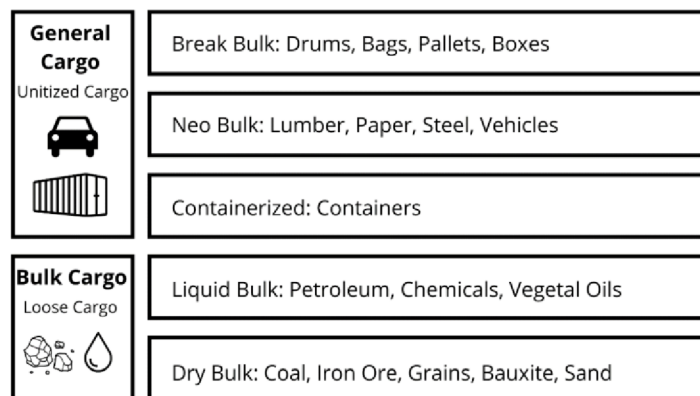 General
Cargo
Unitized Cargo
Break Bulk: Drums, Bags, Pallets, Boxes
Neo Bulk: Lumber, Paper, Steel, Vehicles
Containerized: Containers
Bulk Cargo
Loose Cargo
Liquid Bulk: Petroleum, Chemicals, Vegetal Oils
Dry Bulk: Coal, Iron Ore, Grains, Bauxite, Sand